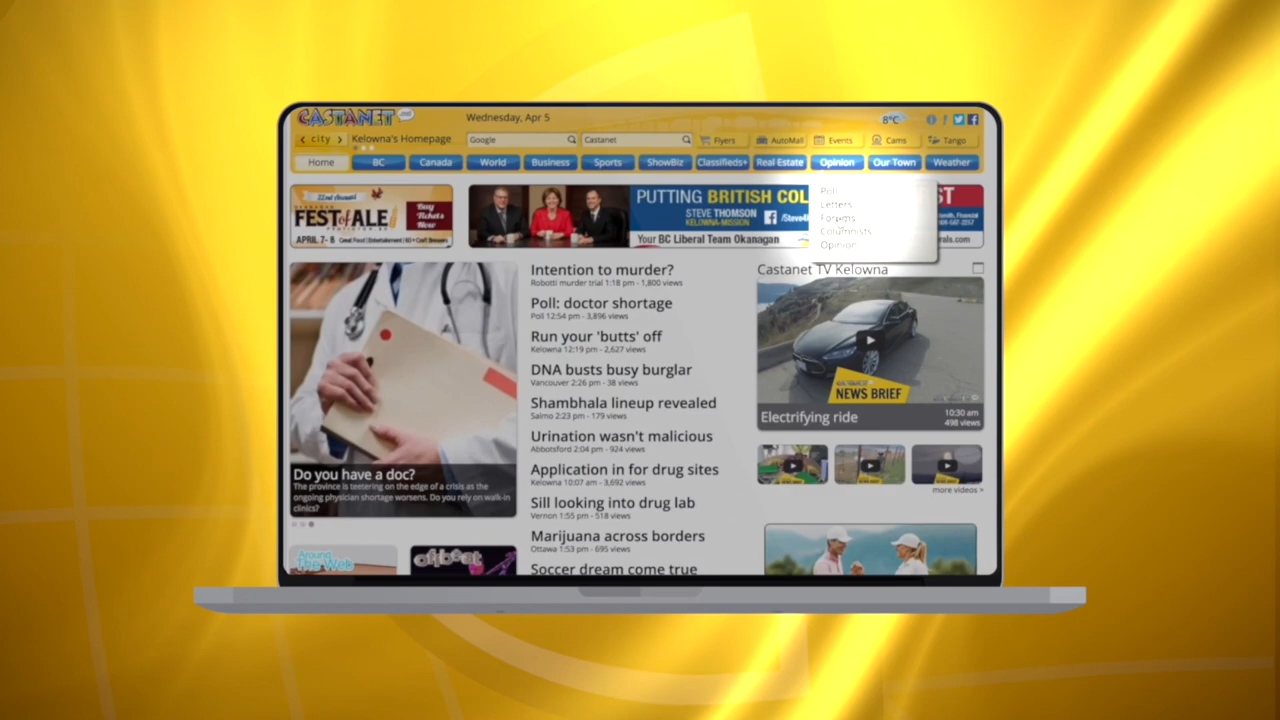 CASTANET .net
Wednesday, Apr 5
8°C
< city >
Kelowna's Homepage
Google
Castanet
Flyers
AutoMall
Events
Cams
Tango
Home
BC
Canada
World
Business
Sports
ShowBiz
Classifieds+
Real Estate
Opinion
Our Town
Weather
22nd Annual
OKANAGAN
FEST of ALE
PENTICTON BC
APRIL 7- 8
Buy
Tickets
Now
PUTTING BRITISH COL
STEVE THOMSON
KELOWNA-MISSION
Your BC Liberal Team Okanagan
Poll
Letters
Forums
Columnists
Opinion
ST
Do you have a doc?
The province is teetering on the edge of a crisis as the
ongoing physician shortage worsens. Do you rely on walk-in
clinics?
Around
The Web
offbeat
Intention to murder?
Robotti murder trial 1:18 pm - 1,800 views
Poll: doctor shortage
Poll 12:54 pm - 3,896 views
Run your 'butts' off
Kelowna 12:19 pm - 2,627 views
DNA busts busy burglar
Vancouver 2:26 pm - 38 views
Shambhala lineup revealed
Salmo 2:23 pm - 179 views
Urination wasn't malicious
Abbotsford 2:04 pm - 924 views
Application in for drug sites
Kelowna 10:07 am - 3,692 views
Sill looking into drug lab
Vernon 1:55 pm - 518 views
Marijuana across borders
Ottawa 1:53 pm - 695 views
Soccer dream come true
Castanet TV Kelowna
NEWS BRIEF
Electrifying ride
10:30 am
498 views
more videos >